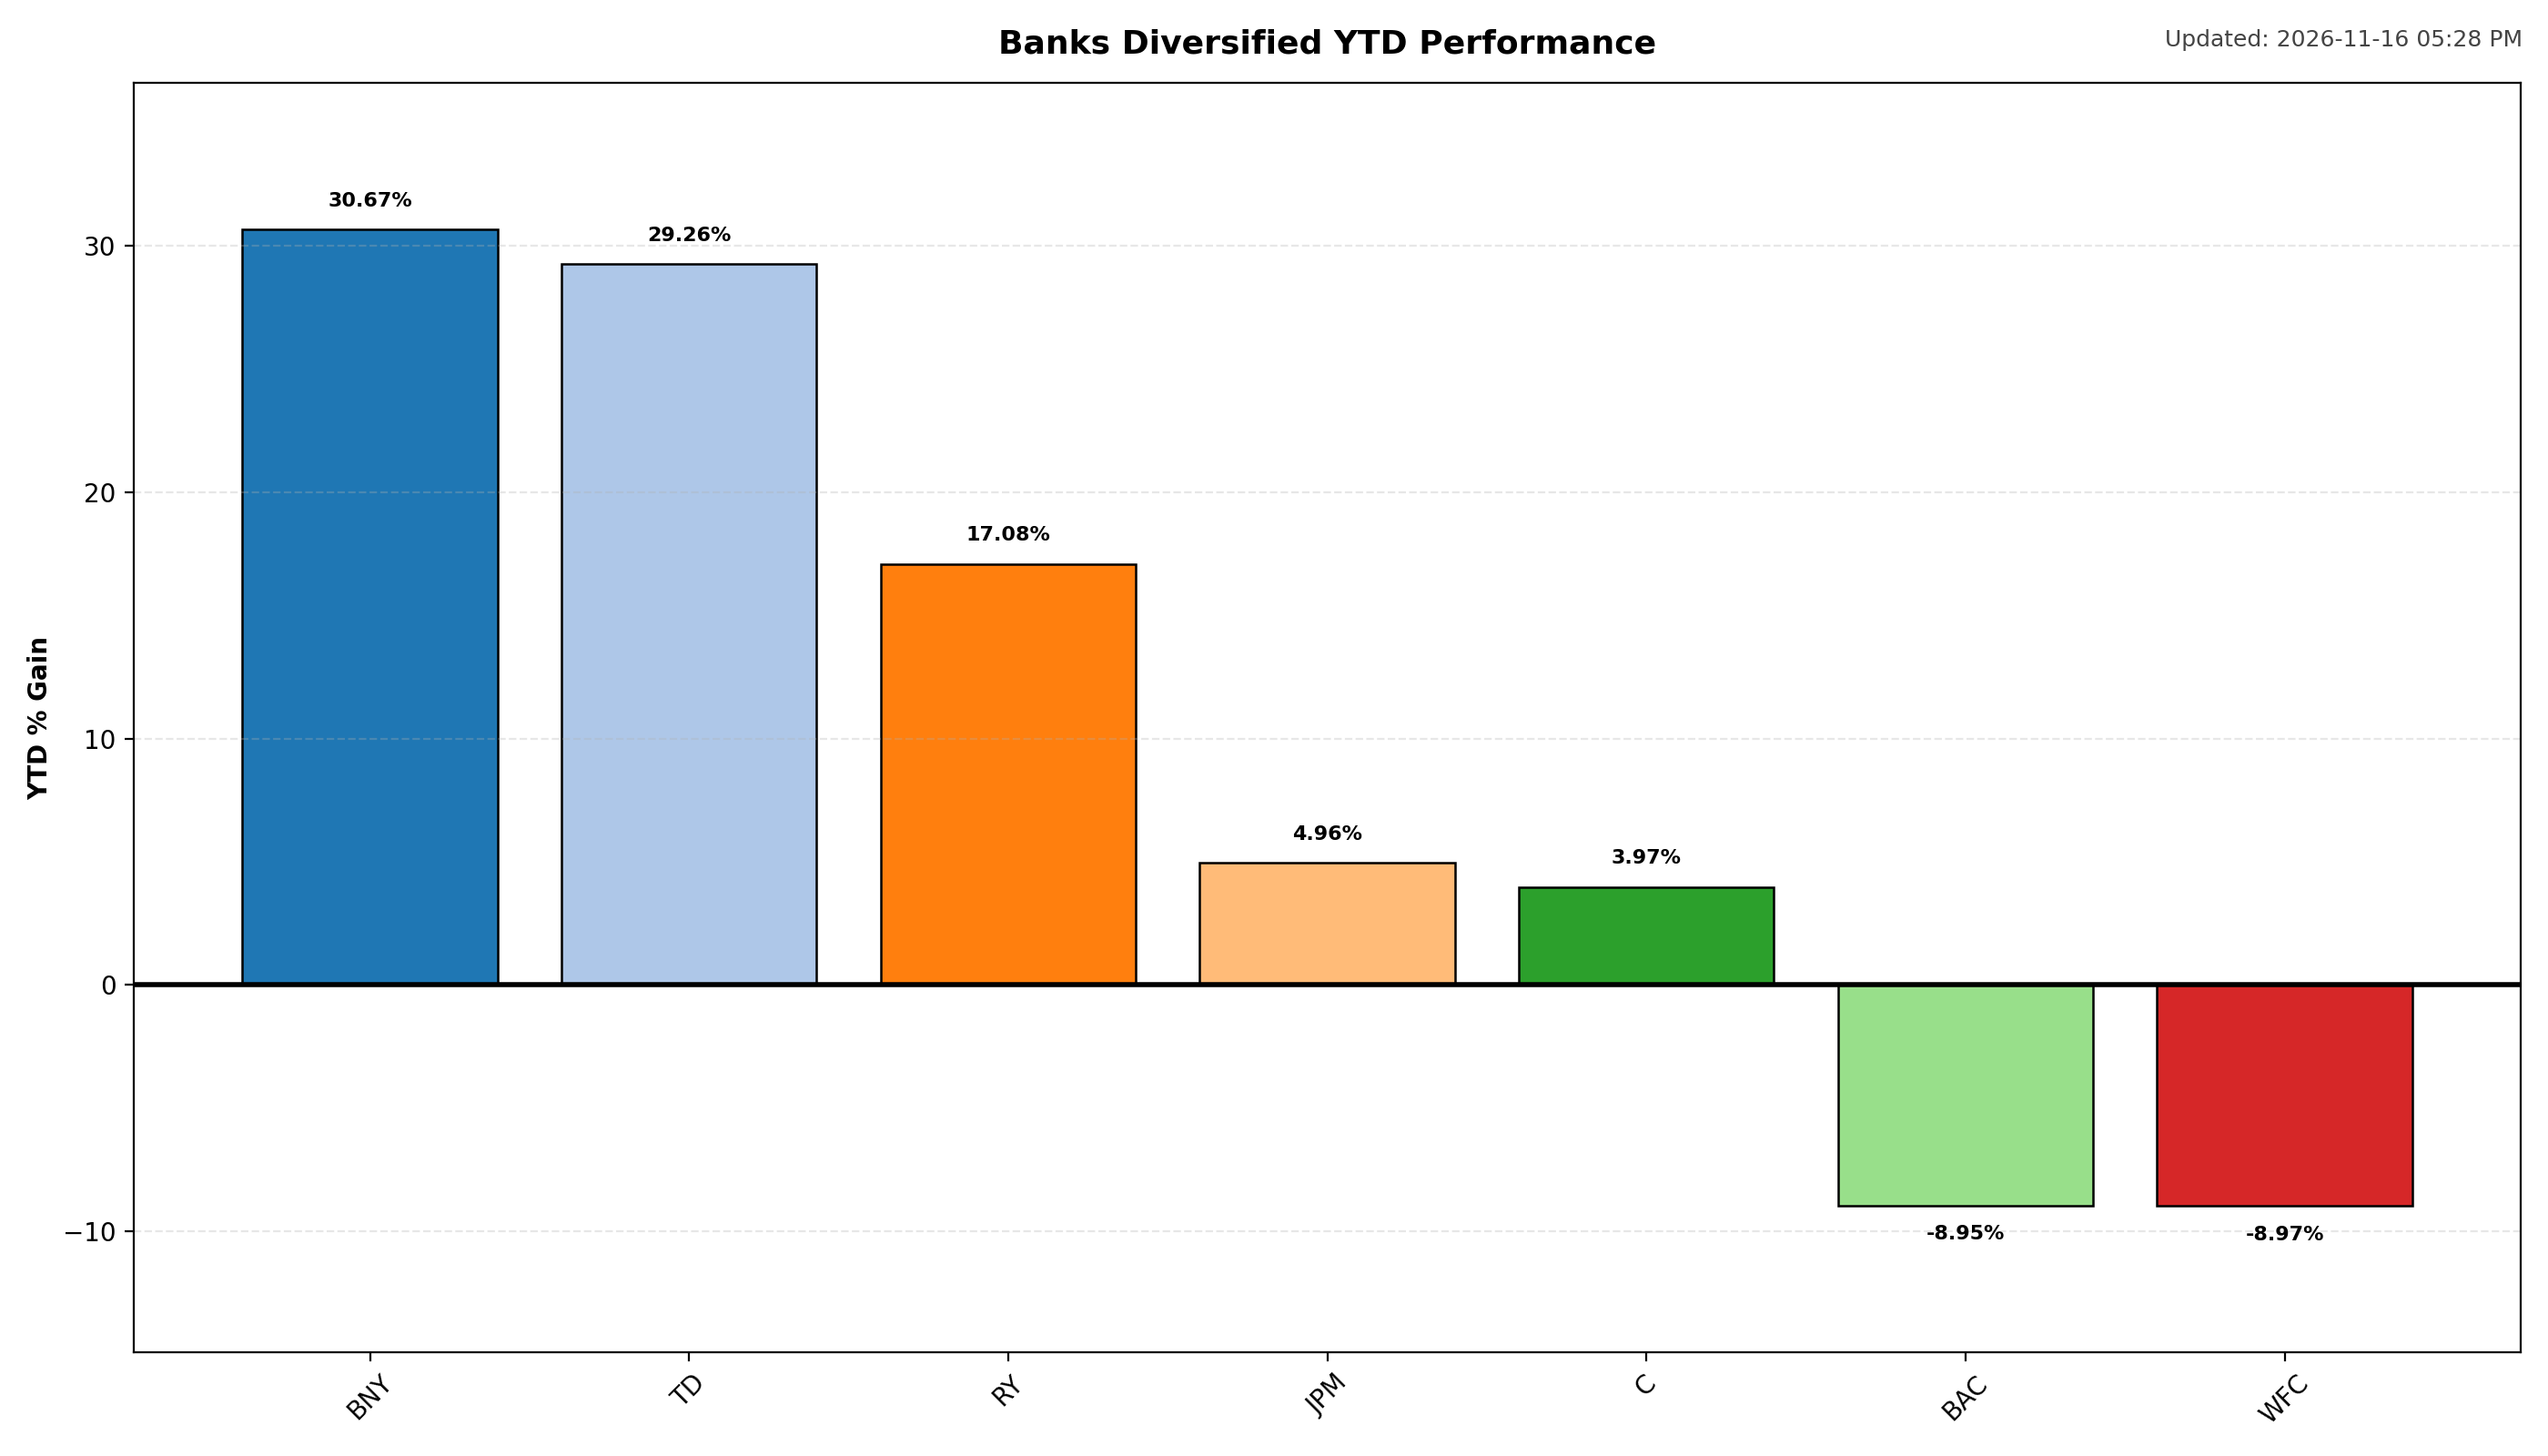 Banks Diversified YTD Performance
Updated: 2026-11-16 05:28 PM
YTD % Gain
30
20
10
0
−10
30.67%
29.26%
17.08%
4.96%
3.97%
-8.95%
-8.97%
BNY
TD
RY
JPM
C
BAC
WFC